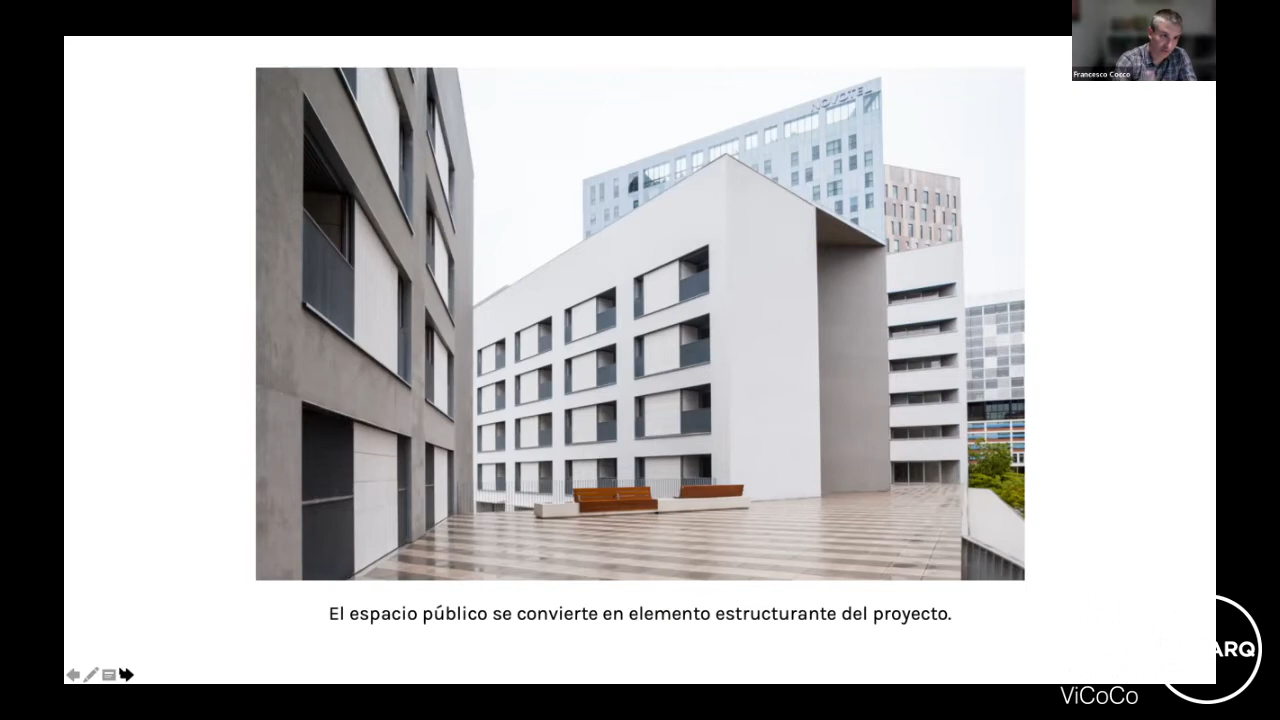 Francesco Cocco
NOVOTEL
El espacio público se convierte en elemento estructurante del proyecto.
ARQ
ViCoCo